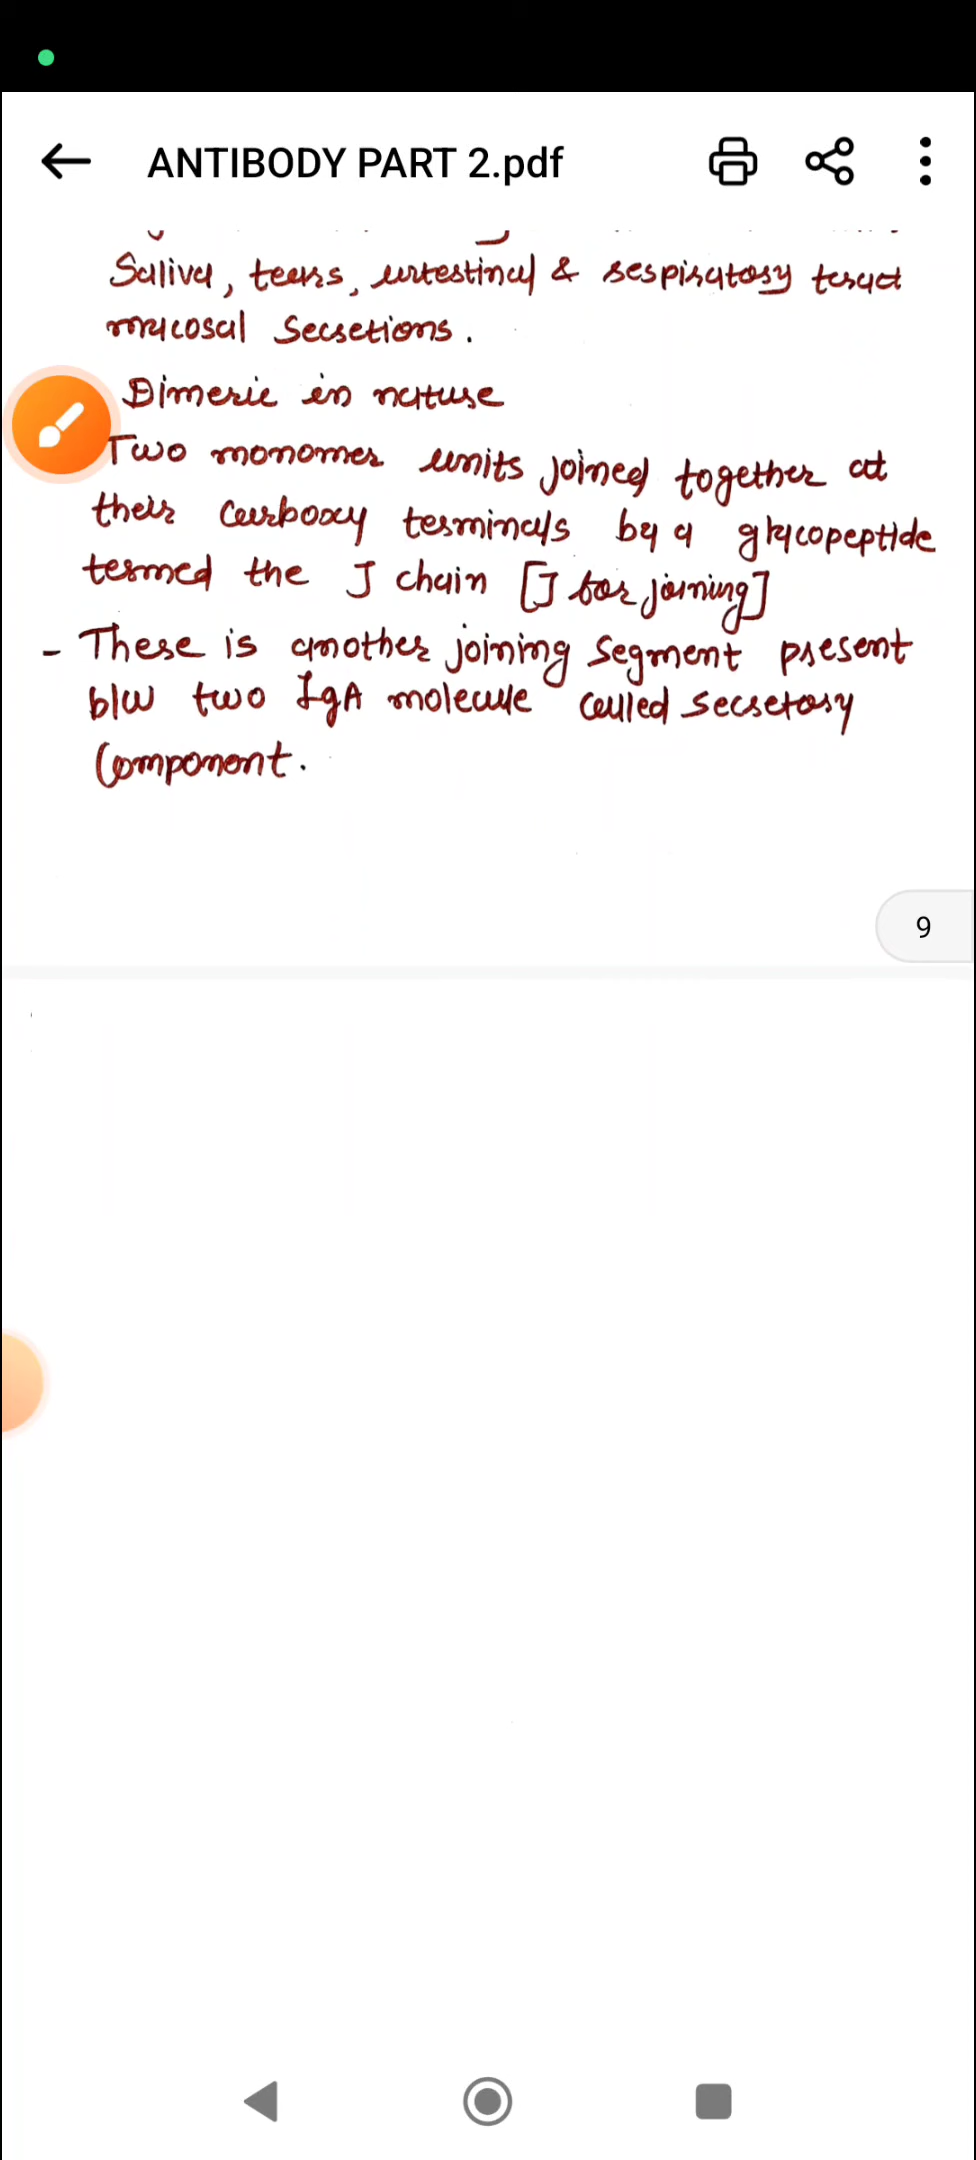 ANTIBODY PART 2.pdf
Saliva, tears, intestinal & respiratory tract
mucosal Secretions.
Dimeric in nature
Two monomer units joined together at
their carboxy terminals by a glycopeptide
termed the J chain [J for joining]
- There is another joining segment present
b/w two IgA molecule called secretory
Component.
9